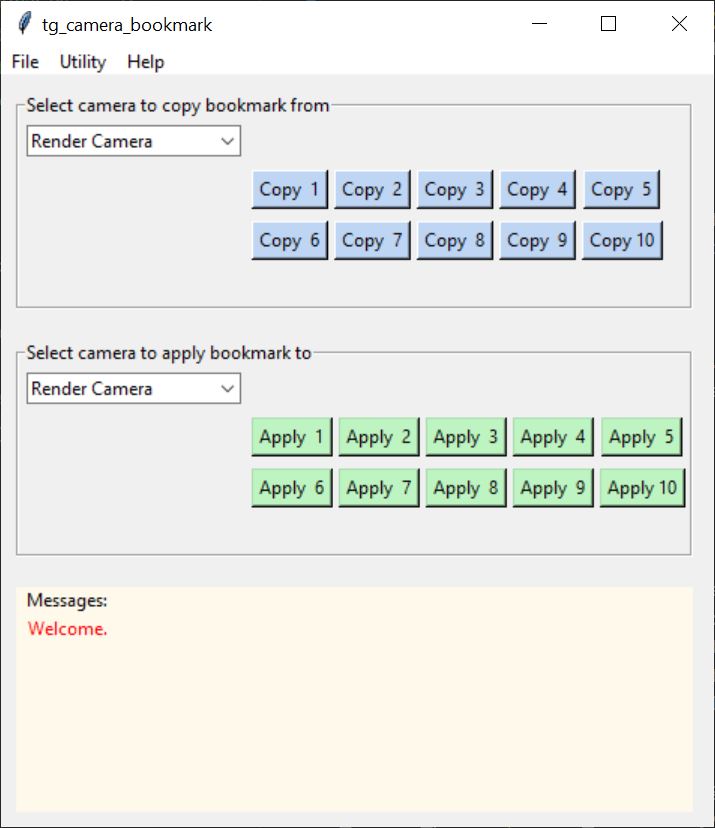 tg_camera_bookmark
File Utility Help
Select camera to copy bookmark from
Render Camera
Copy 1 Copy 2 Copy 3 Copy 4 Copy 5
Copy 6 Copy 7 Copy 8 Copy 9 Copy 10
Select camera to apply bookmark to
Render Camera
Apply 1 Apply 2 Apply 3 Apply 4 Apply 5
Apply 6 Apply 7 Apply 8 Apply 9 Apply 10
Messages:
Welcome.